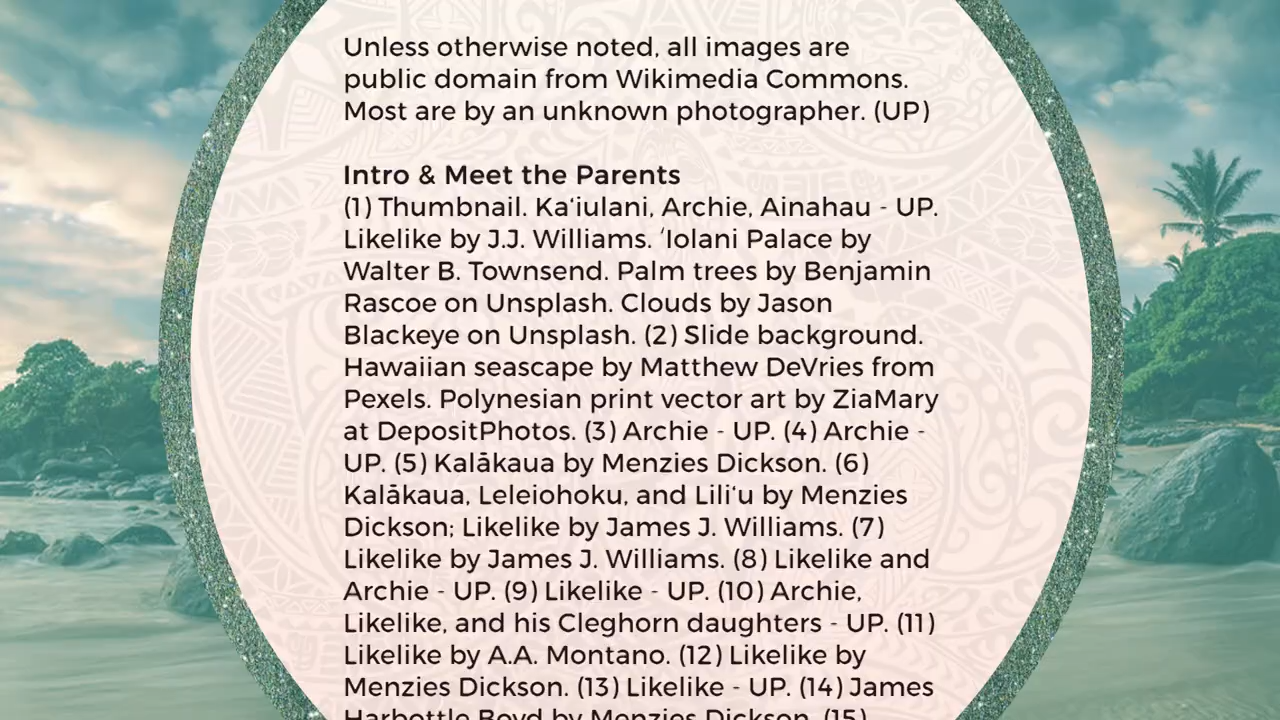 Unless otherwise noted, all images are
public domain from Wikimedia Commons.
Most are by an unknown photographer. (UP)
Intro & Meet the Parents
(1) Thumbnail. Kaʻiulani, Archie, Ainahau - UP.
Likelike by J.J. Williams. ʻIolani Palace by
Walter B. Townsend. Palm trees by Benjamin
Rascoe on Unsplash. Clouds by Jason
Blackeye on Unsplash. (2) Slide background.
Hawaiian seascape by Matthew DeVries from
Pexels. Polynesian print vector art by ZiaMary
at DepositPhotos. (3) Archie - UP. (4) Archie -
UP. (5) Kalākaua by Menzies Dickson. (6)
Kalākaua, Leleiohoku, and Liliʻu by Menzies
Dickson; Likelike by James J. Williams. (7)
Likelike by James J. Williams. (8) Likelike and
Archie - UP. (9) Likelike - UP. (10) Archie,
Likelike, and his Cleghorn daughters - UP. (11)
Likelike by A.A. Montano. (12) Likelike by
Menzies Dickson. (13) Likelike - UP. (14) James
Harbottle Boyd by Menzies Dickson. (15)